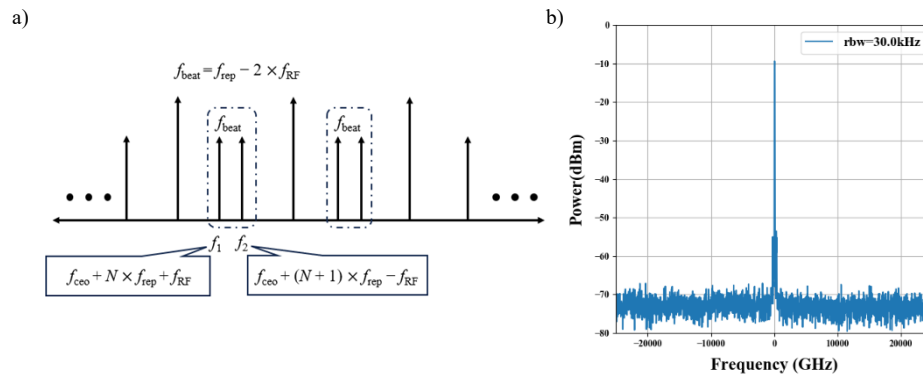 a)
f_beat = f_rep − 2 × f_RF
f_beat
f_beat
f_1
f_2
f_ceo + N × f_rep + f_RF
f_ceo + (N + 1) × f_rep − f_RF
b)
rbw=30.0kHz
Power(dBm)
0
−10
−20
−30
−40
−50
−60
−70
−80
−20000
−10000
0
10000
20000
Frequency (GHz)